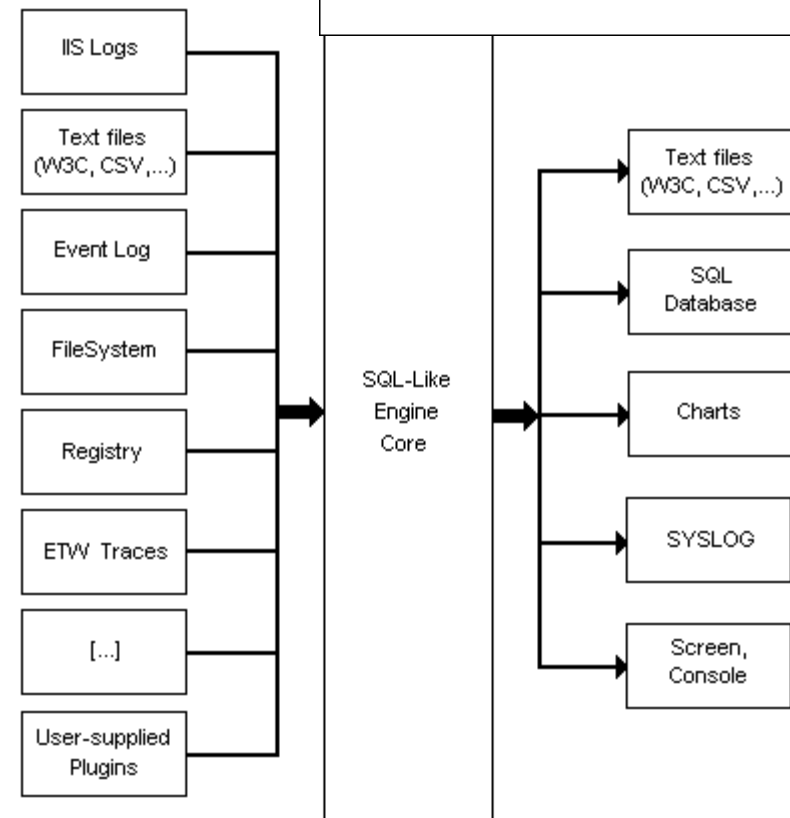 IIS Logs
Text files
(W3C, CSV,...)
Event Log
FileSystem
Registry
ETW Traces
[...]
User-supplied
Plugins
SQL-Like
Engine
Core
Text files
(W3C, CSV,...)
SQL
Database
Charts
SYSLOG
Screen,
Console